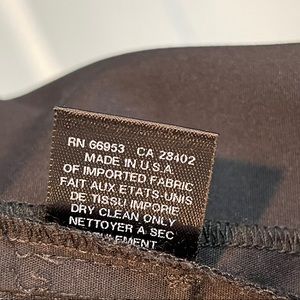 RN 66953 CA 28402
MADE IN U.S.A
OF IMPORTED FABRIC
FAIT AUX ETATS-UNIS
DE TISSU IMPORIE
DRY CLEAN ONLY
NETTOYER A SEC